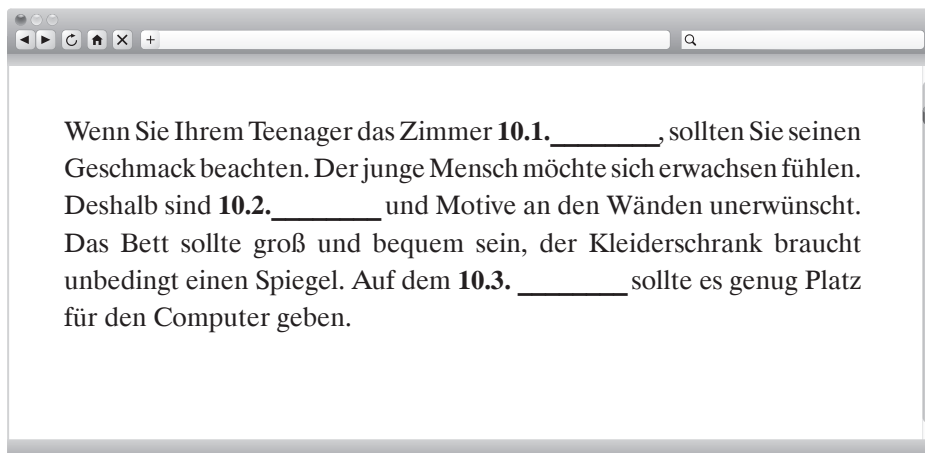 Wenn Sie Ihrem Teenager das Zimmer 10.1.________, sollten Sie seinen
Geschmack beachten. Der junge Mensch möchte sich erwachsen fühlen.
Deshalb sind 10.2.________ und Motive an den Wänden unerwünscht.
Das Bett sollte groß und bequem sein, der Kleiderschrank braucht
unbedingt einen Spiegel. Auf dem 10.3. ________ sollte es genug Platz
für den Computer geben.